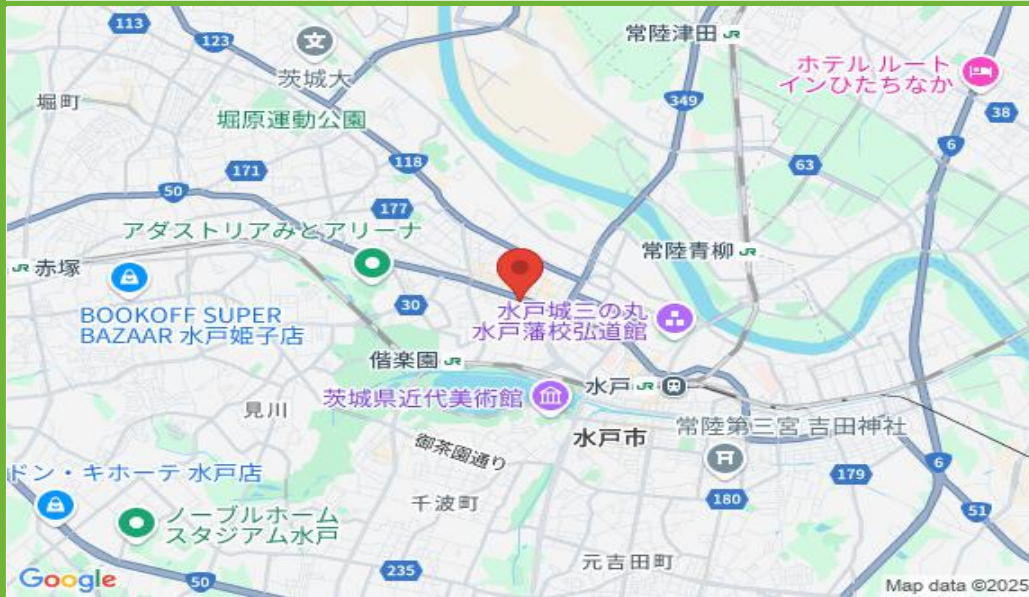 113
123
茨城大
堀町
堀原運動公園
常陸津田 JR
ホテル ルート
インひたちなか
38
349
6
63
118
171
50
177
アダストリアみとアリーナ
JR 赤塚
常陸青柳 JR
BOOKOFF SUPER
BAZAAR 水戸姫子店
30
水戸城三の丸
水戸藩校弘道館
偕楽園 JR
水戸 JR
茨城県近代美術館
見川
御茶園通り
水戸市
常陸第三宮 吉田神社
ドン・キホーテ 水戸店
千波町
180
179
6
51
ノーブルホーム
スタジアム水戸
元吉田町
235
50
Google
Map data ©2025